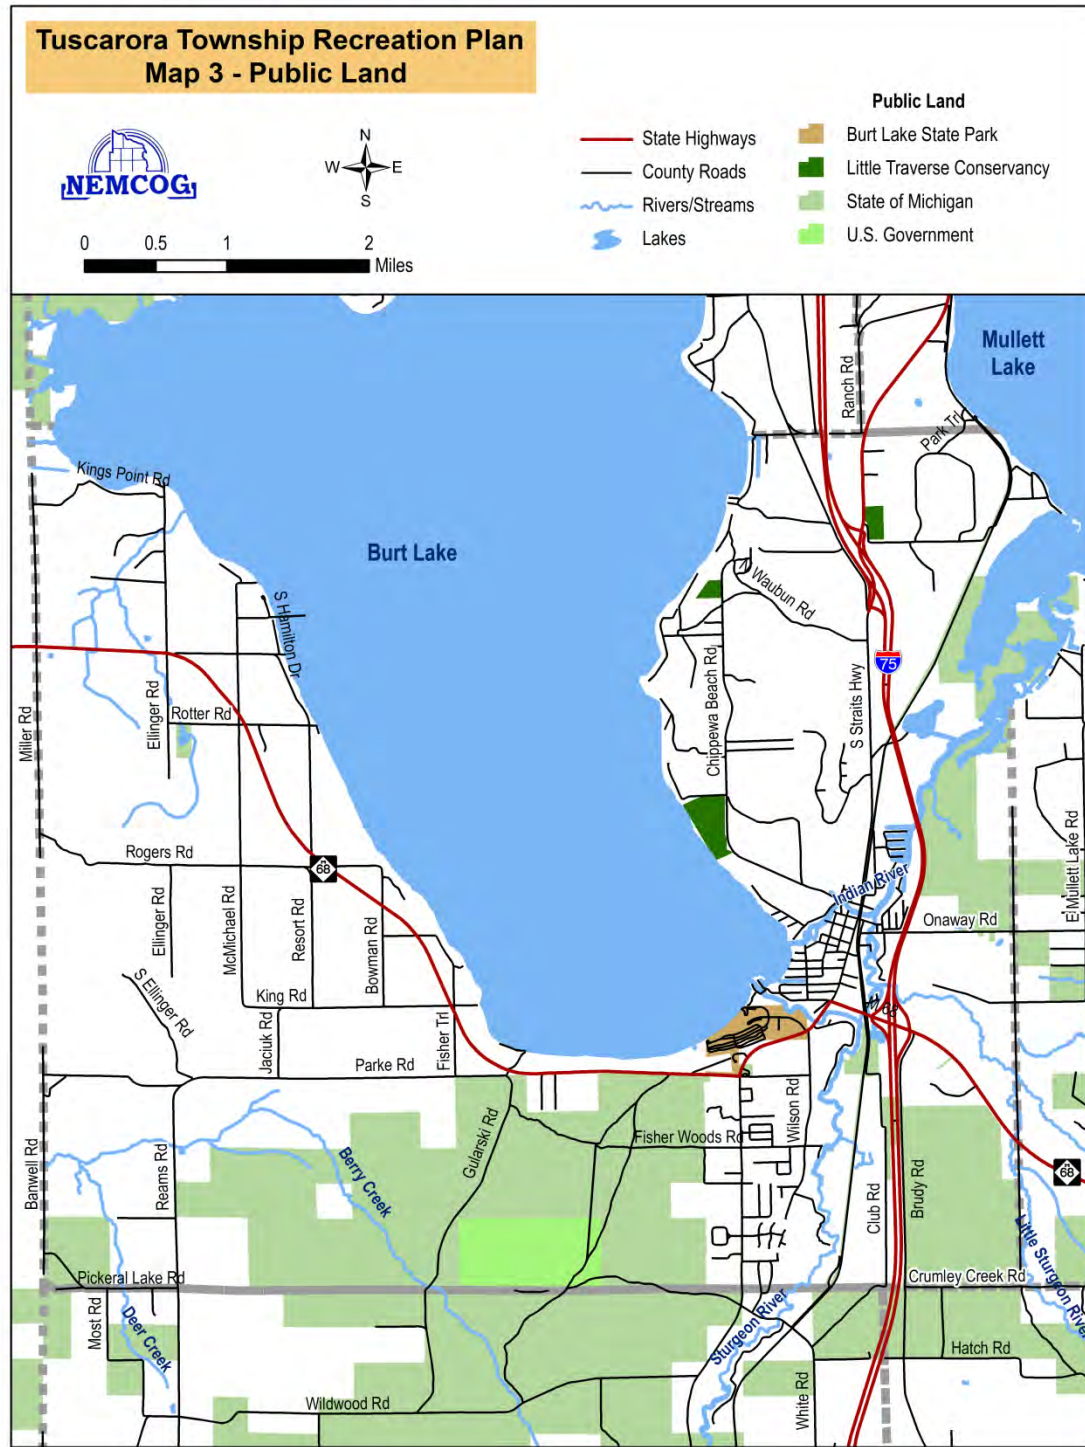 Tuscarora Township Recreation Plan
Map 3 - Public Land
NEMCOG
N
W E
S
0 0.5 1 2
Miles
State Highways
County Roads
Rivers/Streams
Lakes
Public Land
Burt Lake State Park
Little Traverse Conservancy
State of Michigan
U.S. Government
Mullett
Lake
Ranch Rd
Park Trl
Kings Point Rd
Burt Lake
N Waubun Rd
S Hamilton Dr
75
Chippewa Beach Rd
S Straits Hwy
Miller Rd
Ellinger Rd
Rotter Rd
E Mullett Lake Rd
Rogers Rd
M
68
Indian River
Onaway Rd
Ellinger Rd
McMichael Rd
Resort Rd
Bowman Rd
S Ellinger Rd
King Rd
M 68
Jaciuk Rd
Fisher Trl
Parke Rd
Wilson Rd
Fisher Woods Rd
Gularski Rd
Banwell Rd
Reams Rd
Berry Creek
Club Rd
Brudy Rd
M
68
Little Sturgeon River
Pickeral Lake Rd
Crumley Creek Rd
Most Rd
Deer Creek
Sturgeon River
Hatch Rd
White Rd
Wildwood Rd